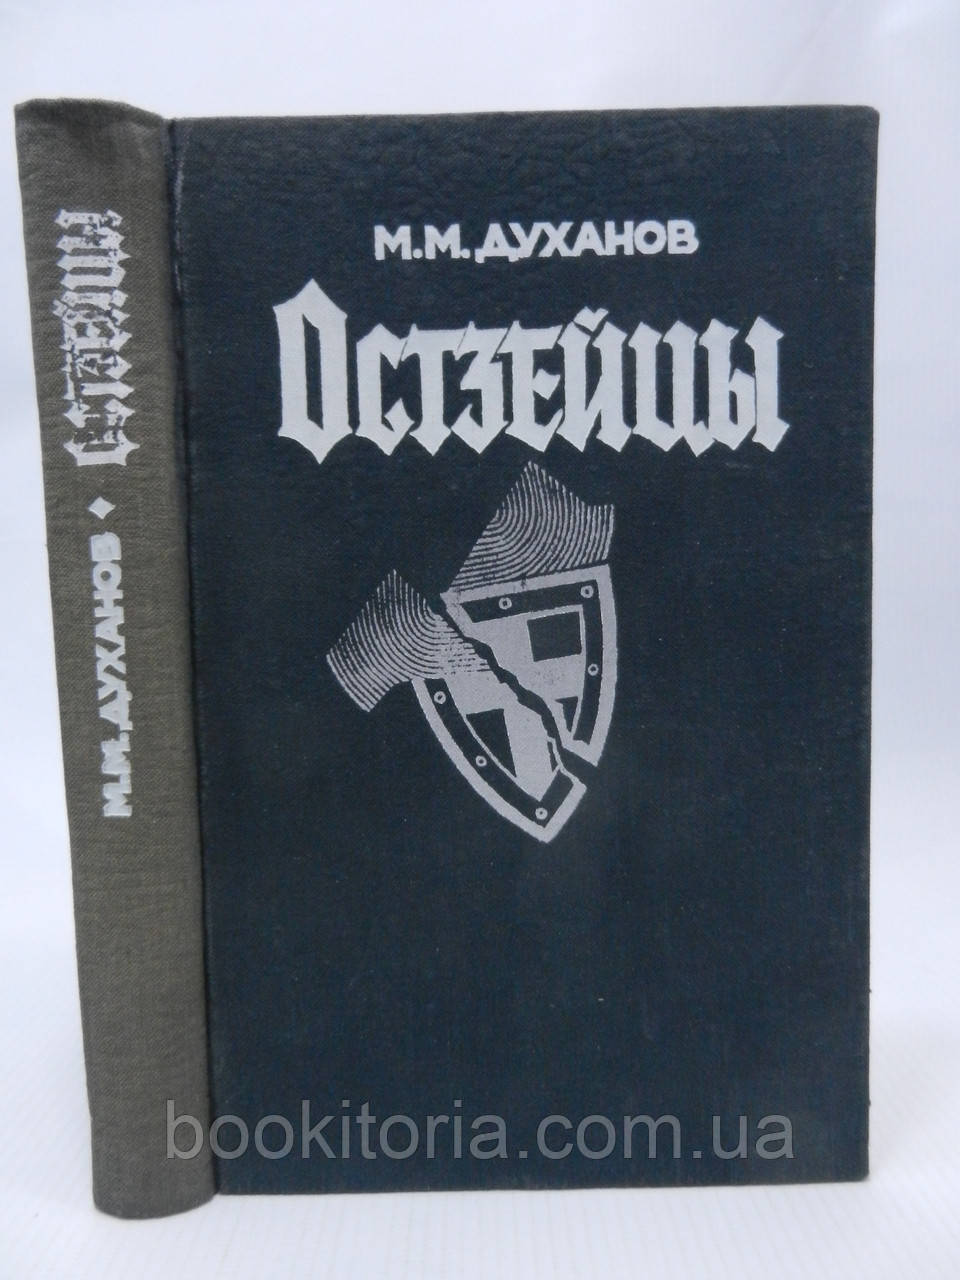 М.М. ДУХАНОВ
Остзейцы
М.М. ДУХАНОВ ♦ Остзейцы
bookitoria.com.ua